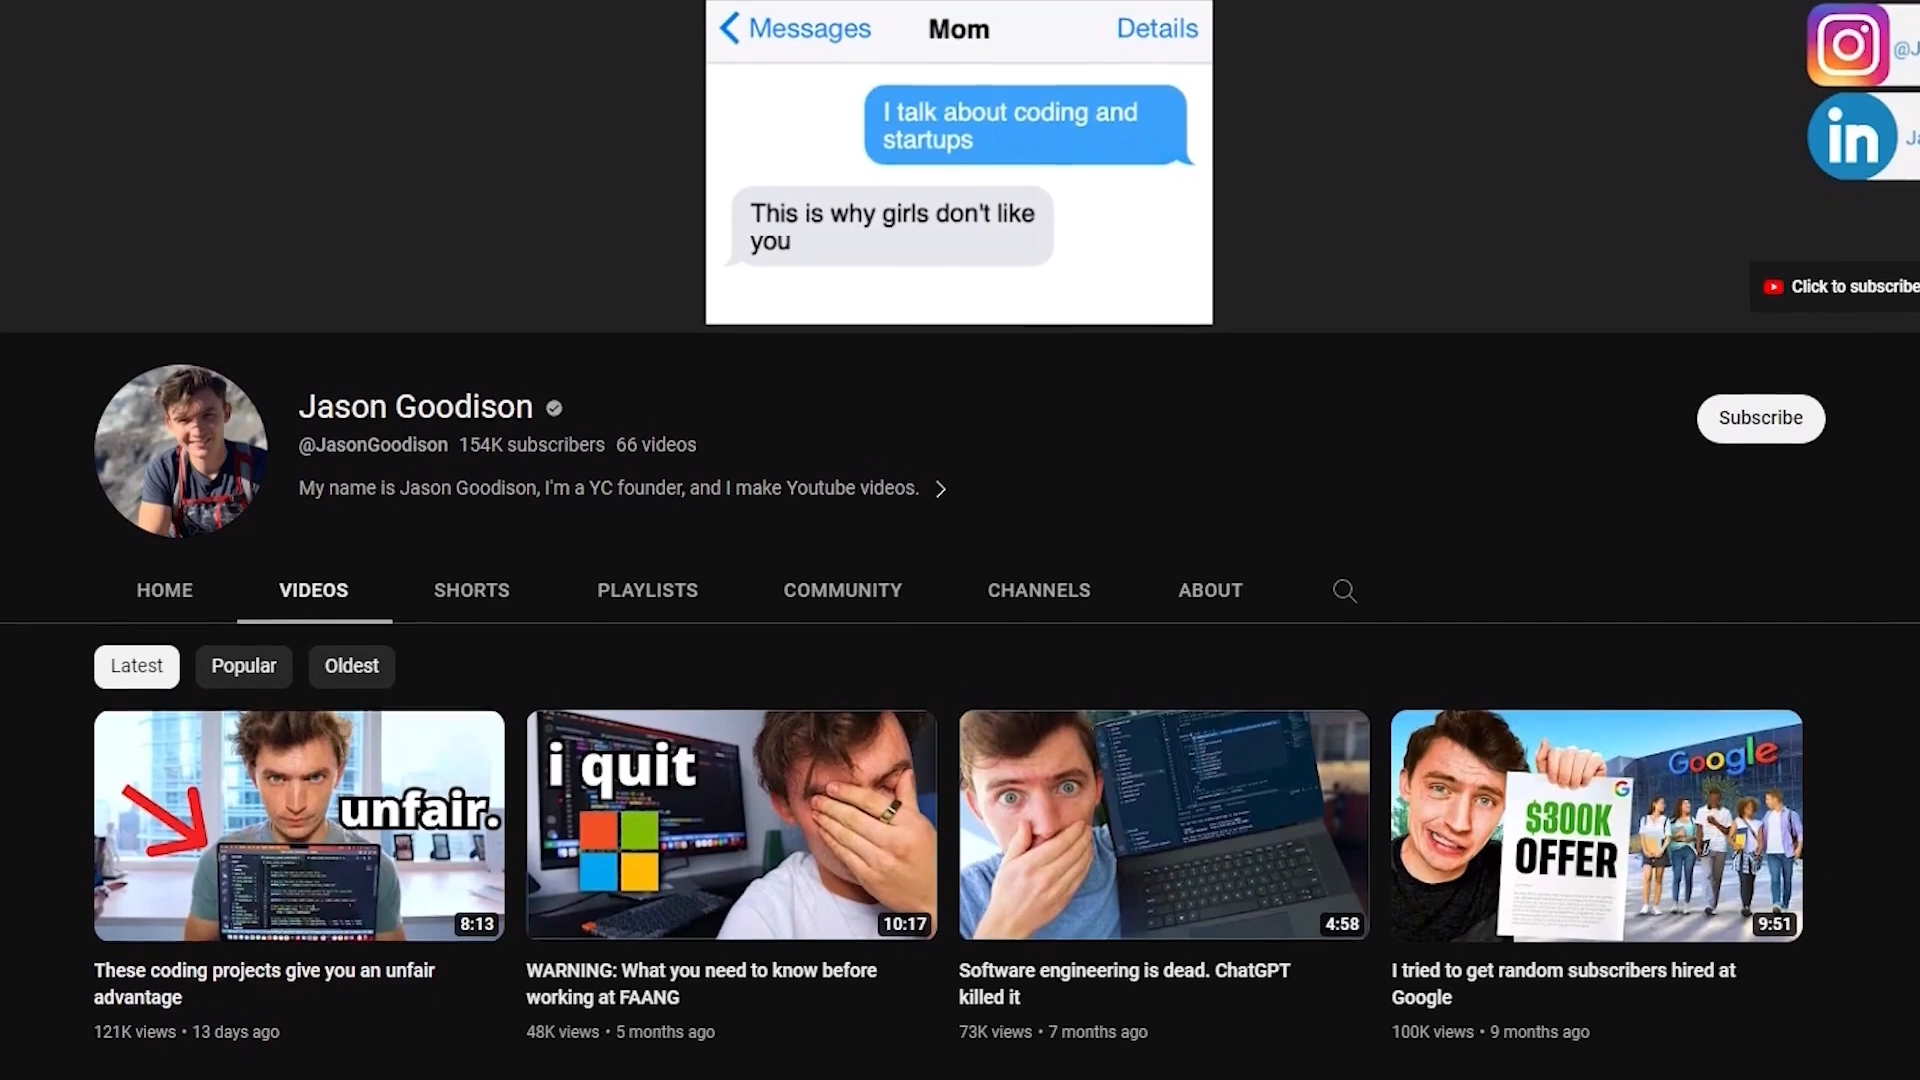 Messages
Mom
Details
I talk about coding and
startups
This is why girls don't like
you
in
Click to subscribe
Jason Goodison
@JasonGoodison 154K subscribers 66 videos
My name is Jason Goodison, I'm a YC founder, and I make Youtube videos.
Subscribe
HOME
VIDEOS
SHORTS
PLAYLISTS
COMMUNITY
CHANNELS
ABOUT
Latest
Popular
Oldest
unfair.
8:13
i quit
10:17
4:58
Google
G
$300K
OFFER
9:51
These coding projects give you an unfair
advantage
121K views • 13 days ago
WARNING: What you need to know before
working at FAANG
48K views • 5 months ago
Software engineering is dead. ChatGPT
killed it
73K views • 7 months ago
I tried to get random subscribers hired at
Google
100K views • 9 months ago